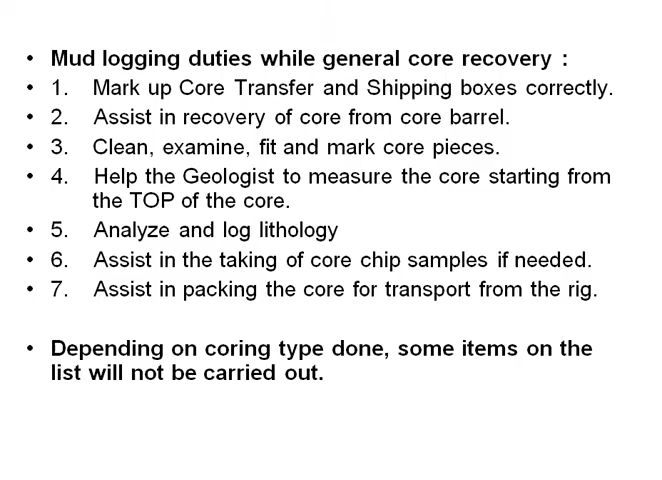 • Mud logging duties while general core recovery :
• 1. Mark up Core Transfer and Shipping boxes correctly.
• 2. Assist in recovery of core from core barrel.
• 3. Clean, examine, fit and mark core pieces.
• 4. Help the Geologist to measure the core starting from
the TOP of the core.
• 5. Analyze and log lithology
• 6. Assist in the taking of core chip samples if needed.
• 7. Assist in packing the core for transport from the rig.
• Depending on coring type done, some items on the
list will not be carried out.